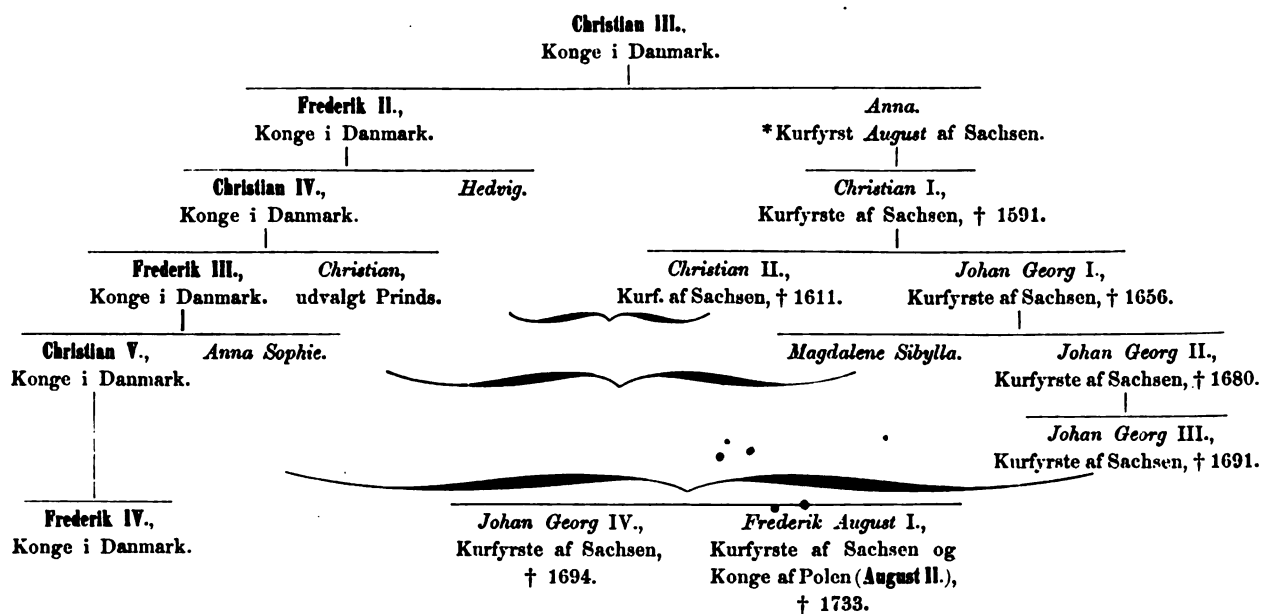 Christian III.,
Konge i Danmark.
Frederik II.,
Konge i Danmark.
Anna.
*Kurfyrst August af Sachsen.
Christian IV.,
Konge i Danmark.
Hedvig.
Christian I.,
Kurfyrste af Sachsen, † 1591.
Frederik III.,
Konge i Danmark.
Christian,
udvalgt Prinds.
Christian II.,
Kurf. af Sachsen, † 1611.
Johan Georg I.,
Kurfyrste af Sachsen, † 1656.
Christian V.,
Konge i Danmark.
Anna Sophie.
Magdalene Sibylla.
Johan Georg II.,
Kurfyrste af Sachsen, † 1680.
Johan Georg III.,
Kurfyrste af Sachsen, † 1691.
Frederik IV.,
Konge i Danmark.
Johan Georg IV.,
Kurfyrste af Sachsen,
† 1694.
Frederik August I.,
Kurfyrste af Sachsen og
Konge af Polen (August II.),
† 1733.